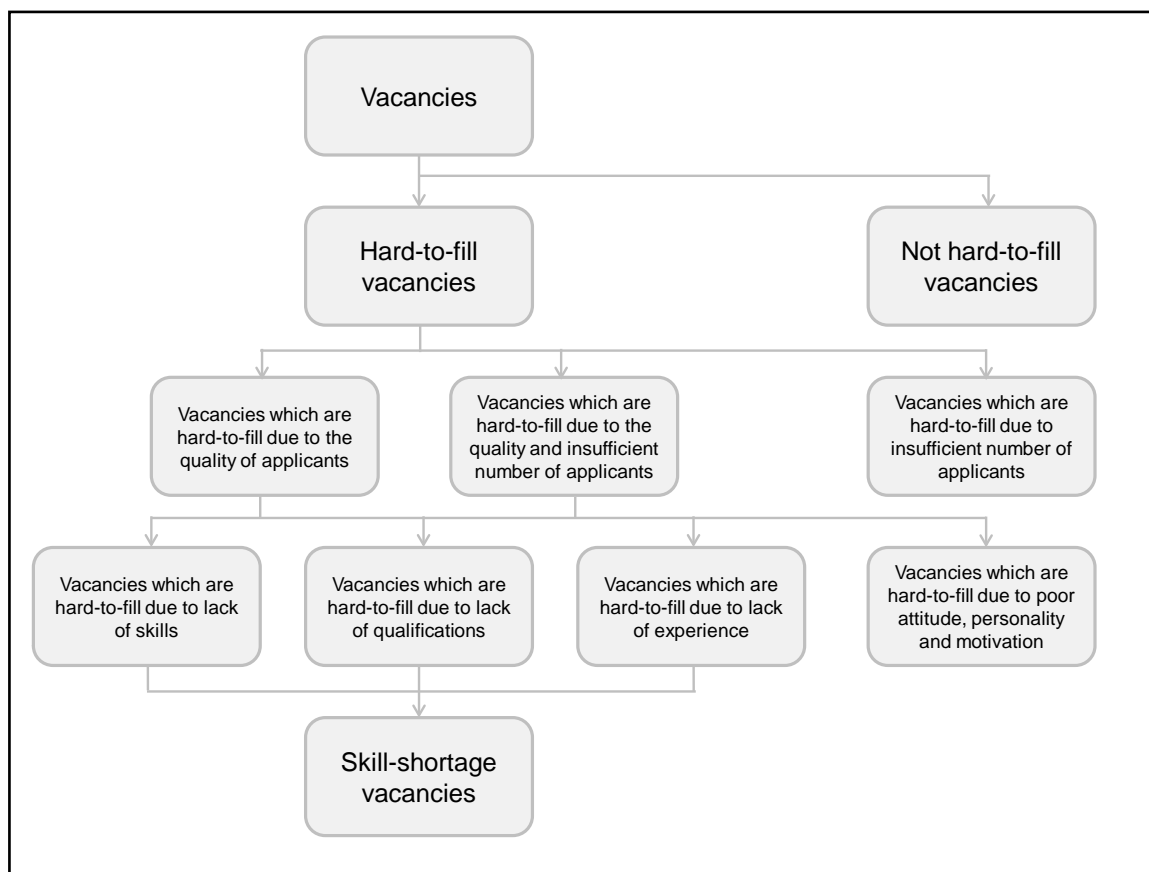 Vacancies
Hard-to-fill
vacancies
Not hard-to-fill
vacancies
Vacancies which are
hard-to-fill due to the
quality of applicants
Vacancies which are
hard-to-fill due to the
quality and insufficient
number of applicants
Vacancies which are
hard-to-fill due to
insufficient number of
applicants
Vacancies which are
hard-to-fill due to lack
of skills
Vacancies which are
hard-to-fill due to lack
of qualifications
Vacancies which are
hard-to-fill due to lack
of experience
Vacancies which are
hard-to-fill due to poor
attitude, personality
and motivation
Skill-shortage
vacancies